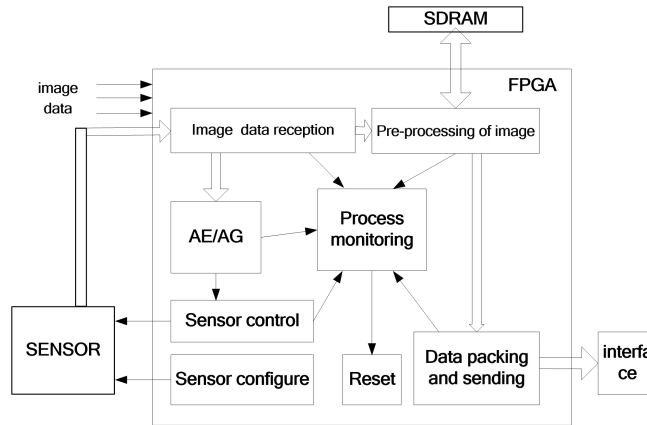 SDRAM
FPGA
image
data
Image data reception
Pre-processing of image
AE/AG
Process
monitoring
Sensor control
SENSOR
Sensor configure
Reset
Data packing
and sending
interfa
ce